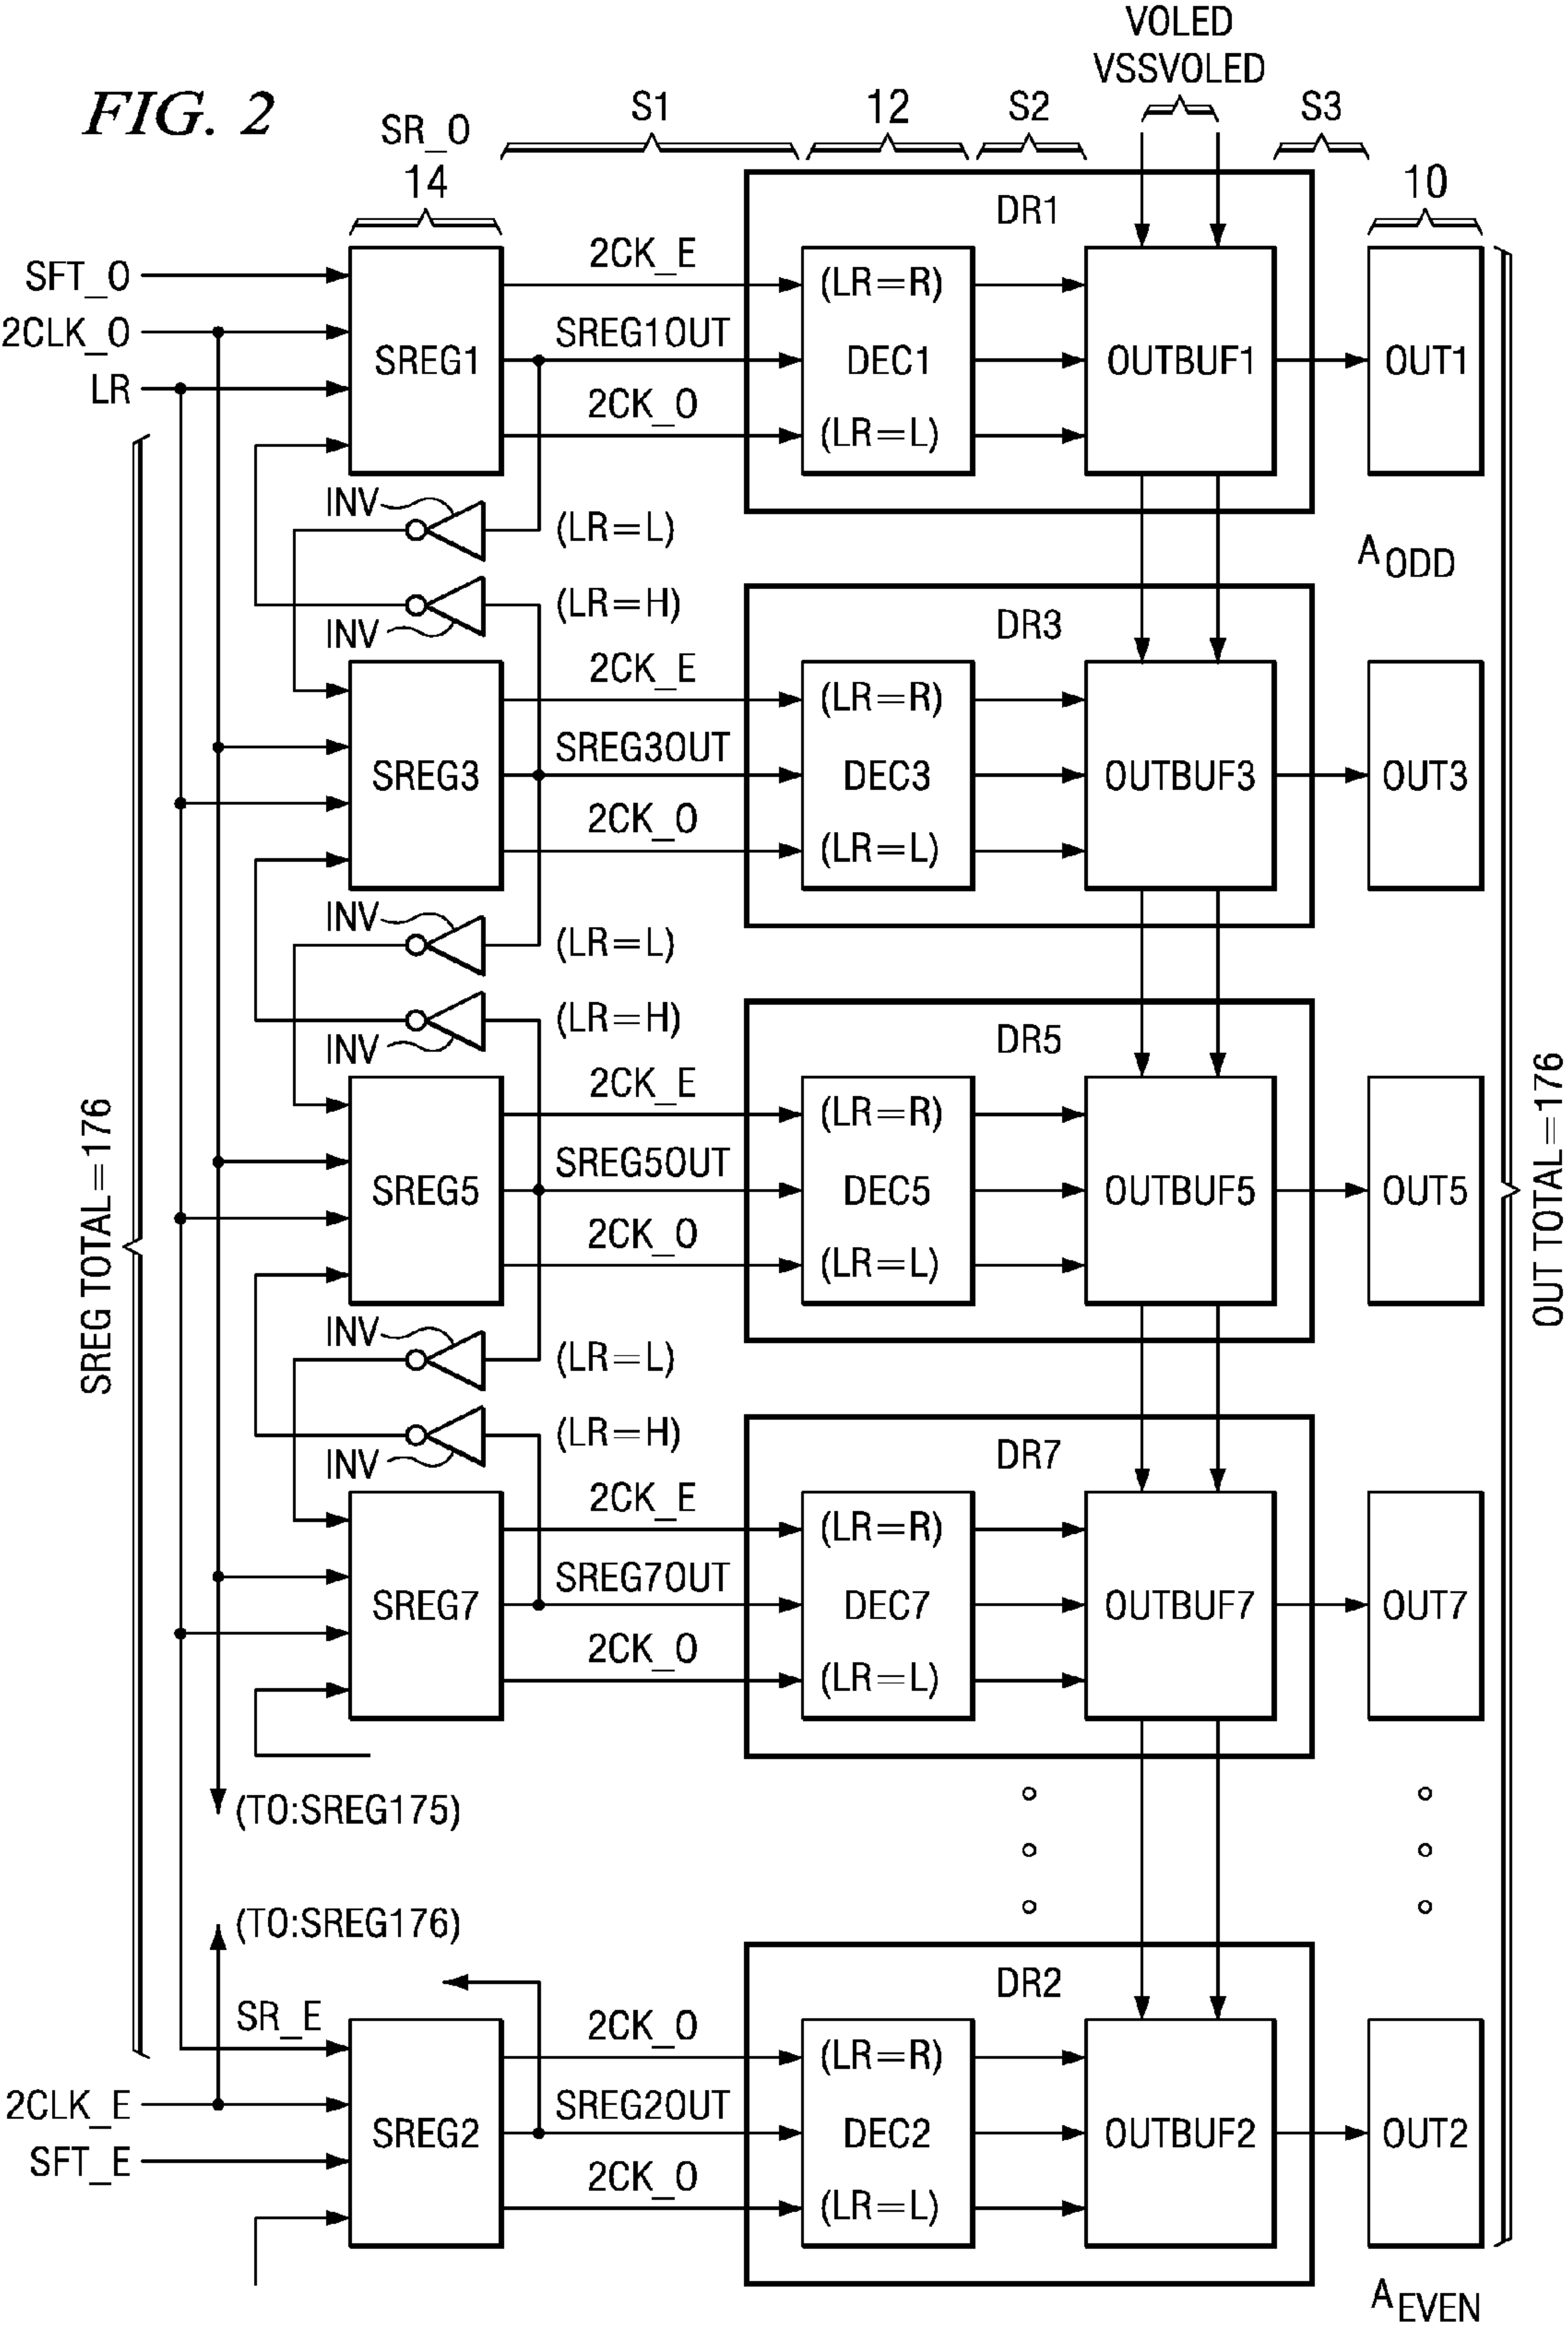 FIG. 2
VOLED
VSSVOLED
SR_O
14
S1
12
S2
S3
10
SFT_O
2CLK_O
LR
SREG1
2CK_E
SREG1OUT
2CK_O
DR1
(LR=R)
DEC1
(LR=L)
OUTBUF1
OUT1
INV
(LR=L)
(LR=H)
INV
A ODD
SREG3
2CK_E
SREG3OUT
2CK_O
DR3
(LR=R)
DEC3
(LR=L)
OUTBUF3
OUT3
INV
(LR=L)
(LR=H)
INV
SREG TOTAL=176
OUT TOTAL=176
SREG5
2CK_E
SREG5OUT
2CK_O
DR5
(LR=R)
DEC5
(LR=L)
OUTBUF5
OUT5
INV
(LR=L)
(LR=H)
INV
SREG7
2CK_E
SREG7OUT
2CK_O
DR7
(LR=R)
DEC7
(LR=L)
OUTBUF7
OUT7
(TO:SREG175)
(TO:SREG176)
SR_E
2CLK_E
SFT_E
SREG2
2CK_O
SREG2OUT
2CK_O
DR2
(LR=R)
DEC2
(LR=L)
OUTBUF2
OUT2
A EVEN